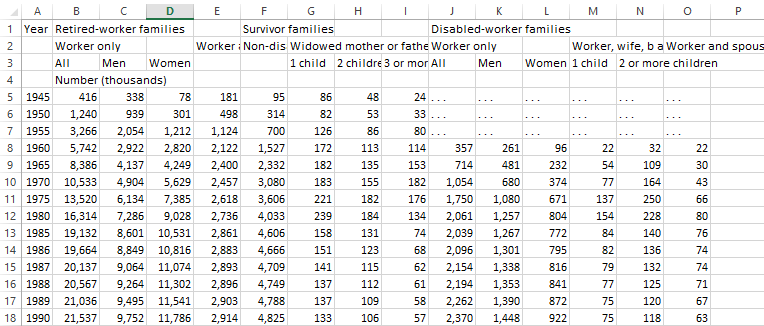 A B C D E F G H I J K L M N O P
1 Year Retired-worker families Survivor families Disabled-worker families
2 Worker only Worker Non-dis Widowed mother or fathe Worker only Worker, wife, b a Worker and spous
3 All Men Women 1 child 2 childre 3 or mor All Men Women 1 child 2 or more children
4 Number (thousands)
5 1945 416 338 78 181 95 86 48 24 ... ... ... ... ... ...
6 1950 1,240 939 301 498 314 82 53 33 ... ... ... ... ... ...
7 1955 3,266 2,054 1,212 1,124 700 126 86 80 ... ... ... ... ... ...
8 1960 5,742 2,922 2,820 2,122 1,527 172 113 114 357 261 96 22 32 22
9 1965 8,386 4,137 4,249 2,400 2,332 182 135 153 714 481 232 54 109 30
10 1970 10,533 4,904 5,629 2,457 3,080 183 155 182 1,054 680 374 77 164 43
11 1975 13,520 6,134 7,385 2,618 3,606 221 182 176 1,750 1,080 671 137 250 66
12 1980 16,314 7,286 9,028 2,736 4,033 239 184 134 2,061 1,257 804 154 228 80
13 1985 19,132 8,601 10,531 2,861 4,606 158 131 74 2,039 1,267 772 84 140 76
14 1986 19,664 8,849 10,816 2,883 4,666 151 123 68 2,096 1,301 795 82 136 74
15 1987 20,137 9,064 11,074 2,893 4,709 141 115 62 2,154 1,338 816 79 132 74
16 1988 20,567 9,264 11,302 2,896 4,749 137 112 61 2,194 1,353 841 77 125 71
17 1989 21,036 9,495 11,541 2,903 4,788 137 109 58 2,262 1,390 872 75 120 67
18 1990 21,537 9,752 11,786 2,914 4,825 133 106 57 2,370 1,448 922 75 118 63